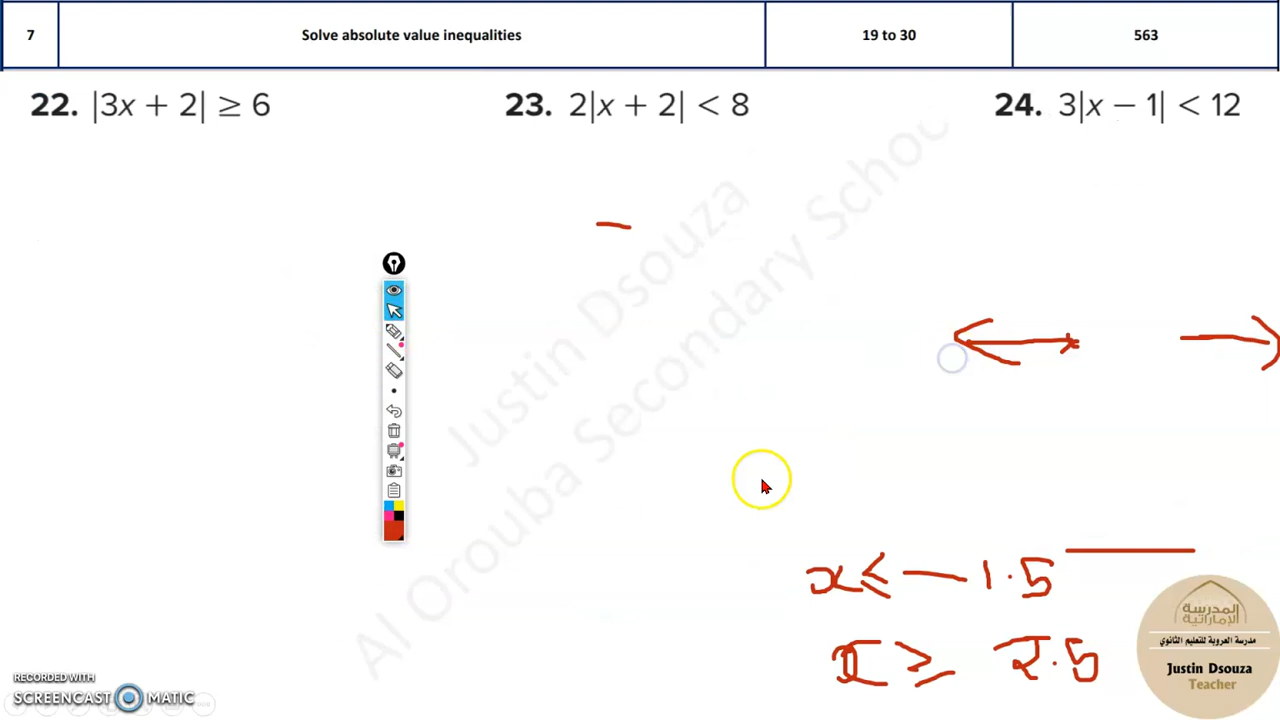 7 Solve absolute value inequalities 19 to 30 563
22. |3x + 2| ≥ 6 23. 2|x + 2| < 8 24. 3|x − 1| < 12
Justin Dsouza
Al Orouba Secondary School
x ≤ — 1.5
x ≥ 2.5
المدرسة
الإماراتية
مدرسة العروبة للتعليم الثانوي
Justin Dsouza
Teacher
RECORDED WITH
SCREENCAST MATIC